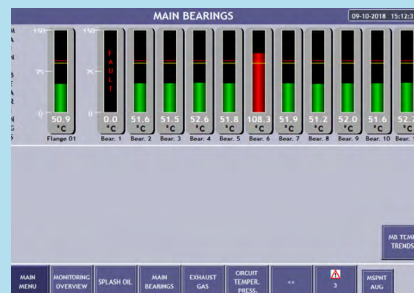 MAIN BEARINGS
09-10-2018 15:12:3
150 150
75 75
FAULT
0 0
50.9 0.0 51.6 51.5 52.6 51.8 108.3 51.9 51.2 52.0 51.6 52.
°C °C °C °C °C °C °C °C °C °C °C °C
Flange 01 Bear. 1 Bear. 2 Bear. 3 Bear. 4 Bear. 5 Bear. 6 Bear. 7 Bear. 8 Bear. 9 Bear. 10 Bear.
MB TEMP
TRENDS
MAIN
MENU
MONITORING
OVERVIEW
SPLASH OIL
MAIN
BEARINGS
EXHAUST
GAS
CIRCUIT
TEMPER.
PRESS.
<<
3
MSPNT
AUG